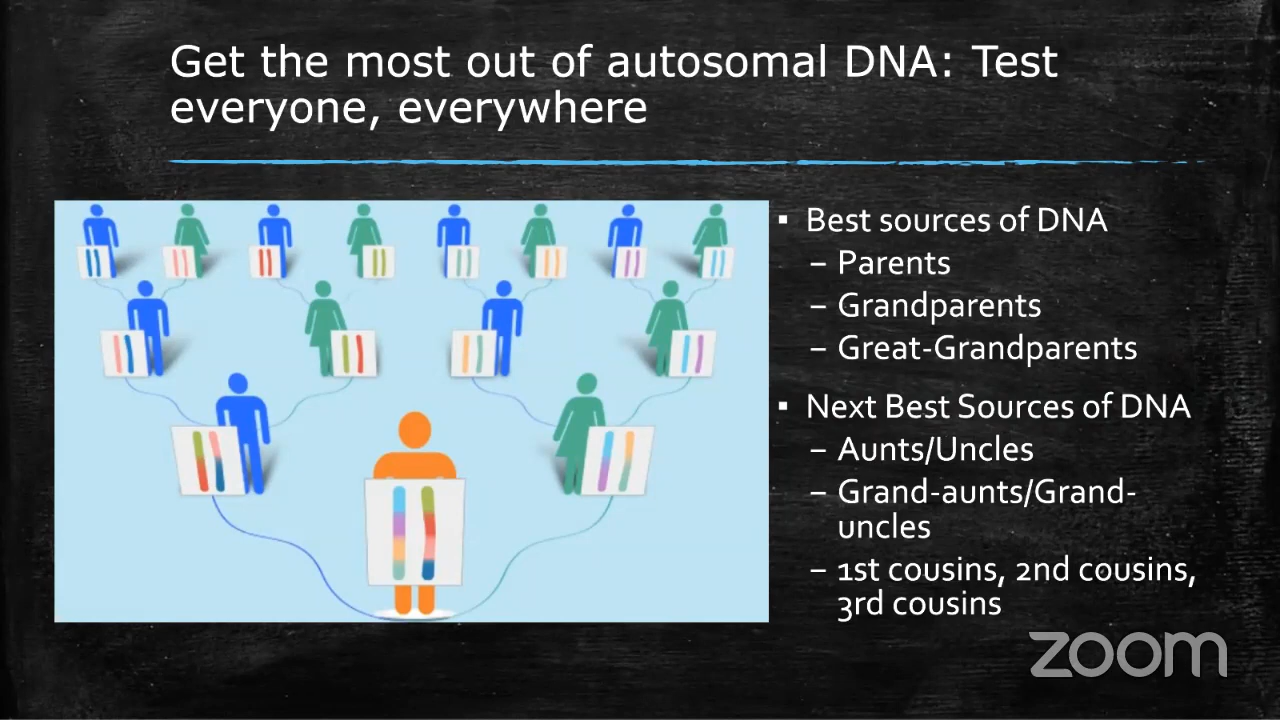 Get the most out of autosomal DNA: Test
everyone, everywhere
▪ Best sources of DNA
– Parents
– Grandparents
– Great-Grandparents
▪ Next Best Sources of DNA
– Aunts/Uncles
– Grand-aunts/Grand-
uncles
– 1st cousins, 2nd cousins,
3rd cousins
zoom